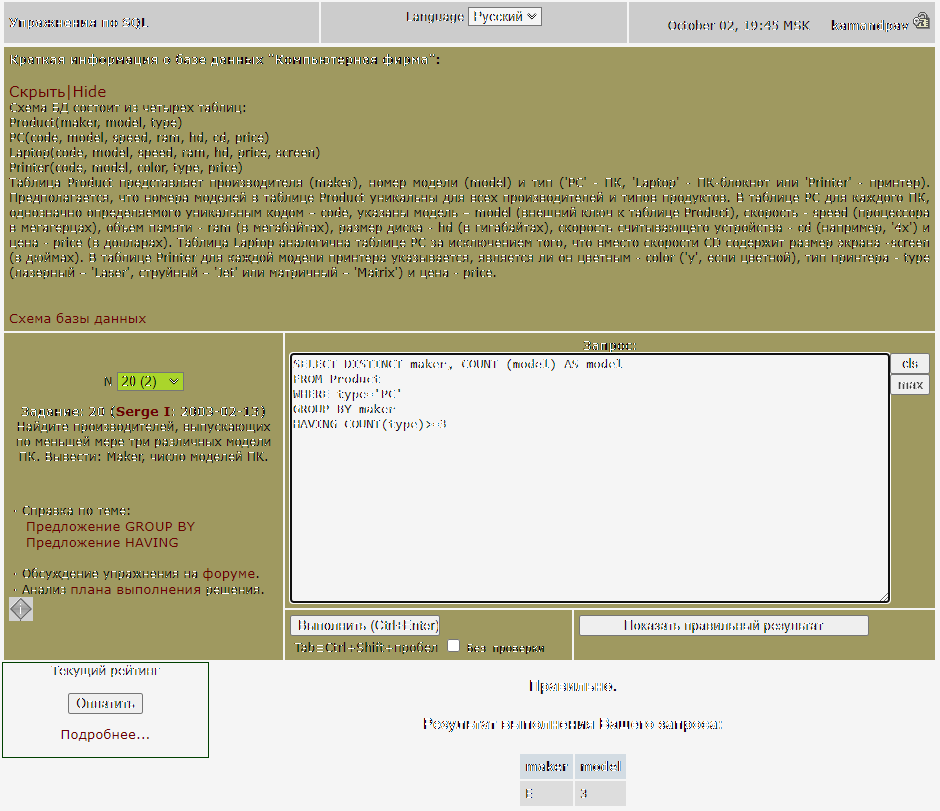 Упражнения по SQL
Language Русский
October 02, 19:45 MSK kamandpav
Краткая информация о базе данных "Компьютерная фирма":
Скрыть|Hide
Схема БД состоит из четырех таблиц:
Product(maker, model, type)
PC(code, model, speed, ram, hd, cd, price)
Laptop(code, model, speed, ram, hd, price, screen)
Printer(code, model, color, type, price)
Таблица Product представляет производителя (maker), номер модели (model) и тип ('PC' - ПК, 'Laptop' - ПК-блокнот или 'Printer' - принтер).
Предполагается, что номера моделей в таблице Product уникальны для всех производителей и типов продуктов. В таблице PC для каждого ПК,
однозначно определяемого уникальным кодом – code, указаны модель – model (внешний ключ к таблице Product), скорость - speed (процессора
в мегагерцах), объем памяти - ram (в мегабайтах), размер диска - hd (в гигабайтах), скорость считывающего устройства - cd (например, '4x') и
цена - price (в долларах). Таблица Laptop аналогична таблице РС за исключением того, что вместо скорости CD содержит размер экрана -screen
(в дюймах). В таблице Printer для каждой модели принтера указывается, является ли он цветным - color ('y', если цветной), тип принтера - type
(лазерный – 'Laser', струйный – 'Jet' или матричный – 'Matrix') и цена - price.
Схема базы данных
N 20 (2)
Задание: 20 (Serge I: 2003-02-13)
Найдите производителей, выпускающих
по меньшей мере три различных модели
ПК. Вывести: Maker, число моделей ПК.
· Справка по теме:
Предложение GROUP BY
Предложение HAVING
· Обсуждение упражнения на форуме.
· Анализ плана выполнения решения.
Запрос:
SELECT DISTINCT maker, COUNT (model) AS model
FROM Product
WHERE type='PC'
GROUP BY maker
HAVING COUNT(type)>=3
cls
max
Выполнить (Ctrl+Enter)
Tab=Ctrl+Shift+пробел Без проверки
Показать правильный результат
Текущий рейтинг
Оплатить
Подробнее...
Правильно.
Результат выполнения Вашего запроса:
maker model
E 3